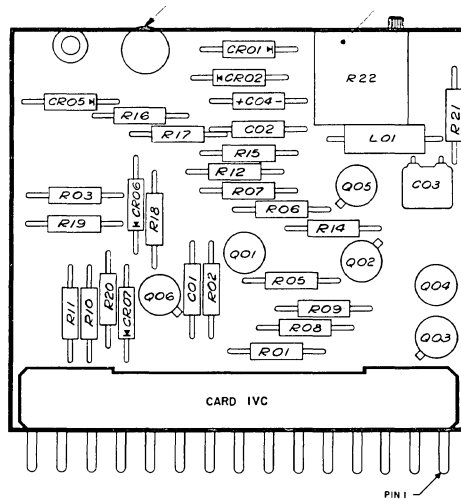 CR01
CR02
R22
CR05
+C04-
R16
R21
R17
C02
L01
R15
R12
CO3
R03
CR06
R07
Q05
R18
R06
R19
R14
Q01
Q02
R05
Q04
R11
R10
R20
CR07
Q06
C01
R02
R09
R08
Q03
R01
CARD IVC
PIN I